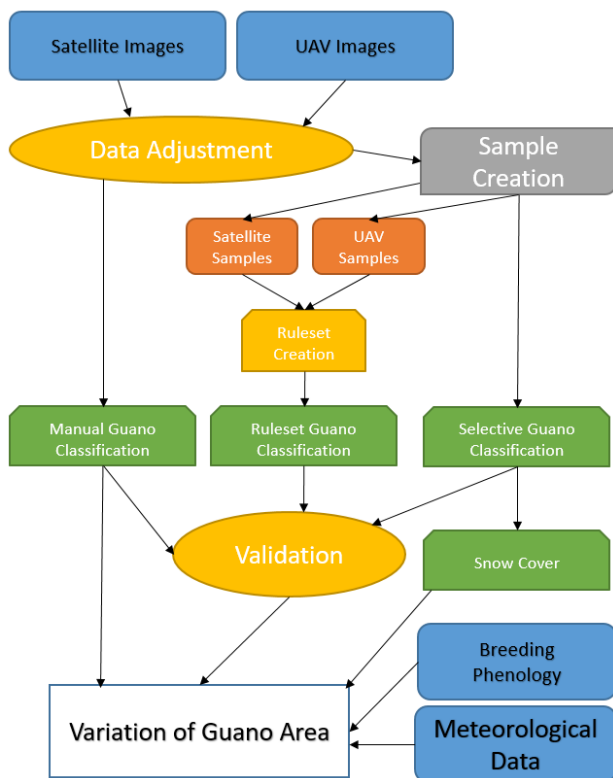 Satellite Images
UAV Images
Data Adjustment
Sample
Creation
Satellite
Samples
UAV
Samples
Ruleset
Creation
Manual Guano
Classification
Ruleset Guano
Classification
Selective Guano
Classification
Validation
Snow Cover
Breeding
Phenology
Variation of Guano Area
Meteorological
Data